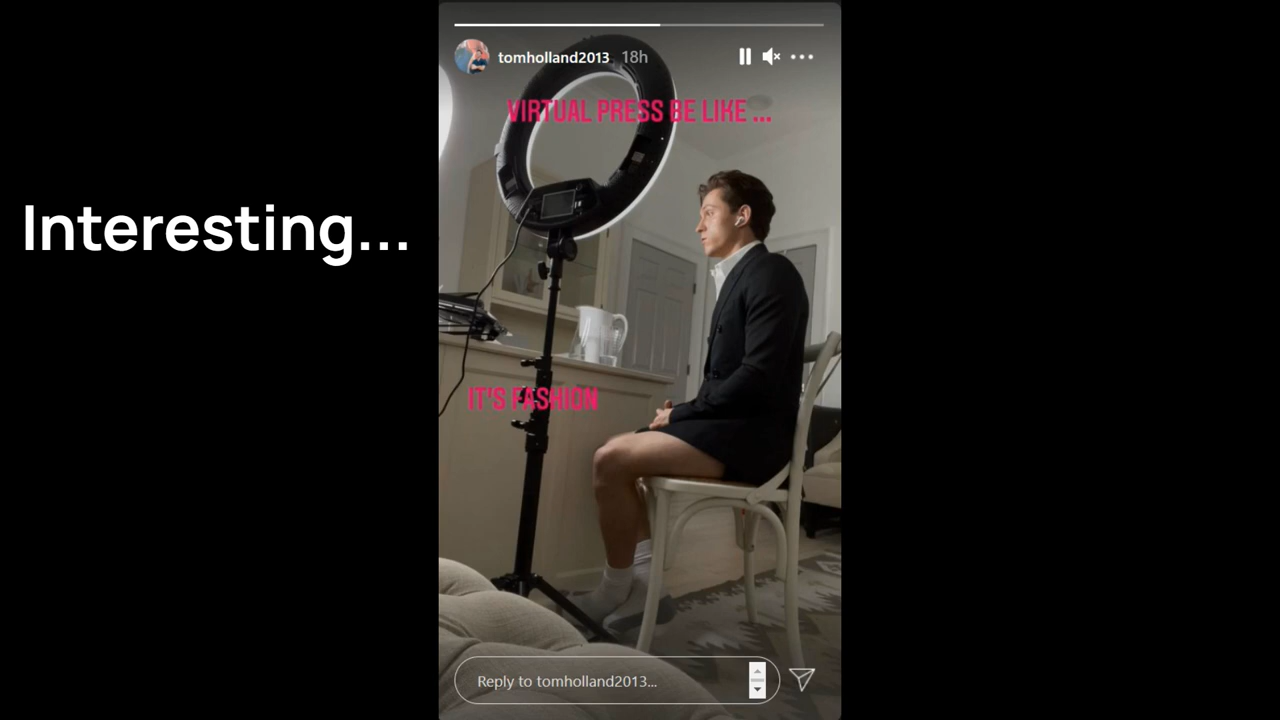 tomholland2013 18h
VIRTUAL PRESS BE LIKE ...
Interesting...
IT'S FASHION
Reply to tomholland2013...